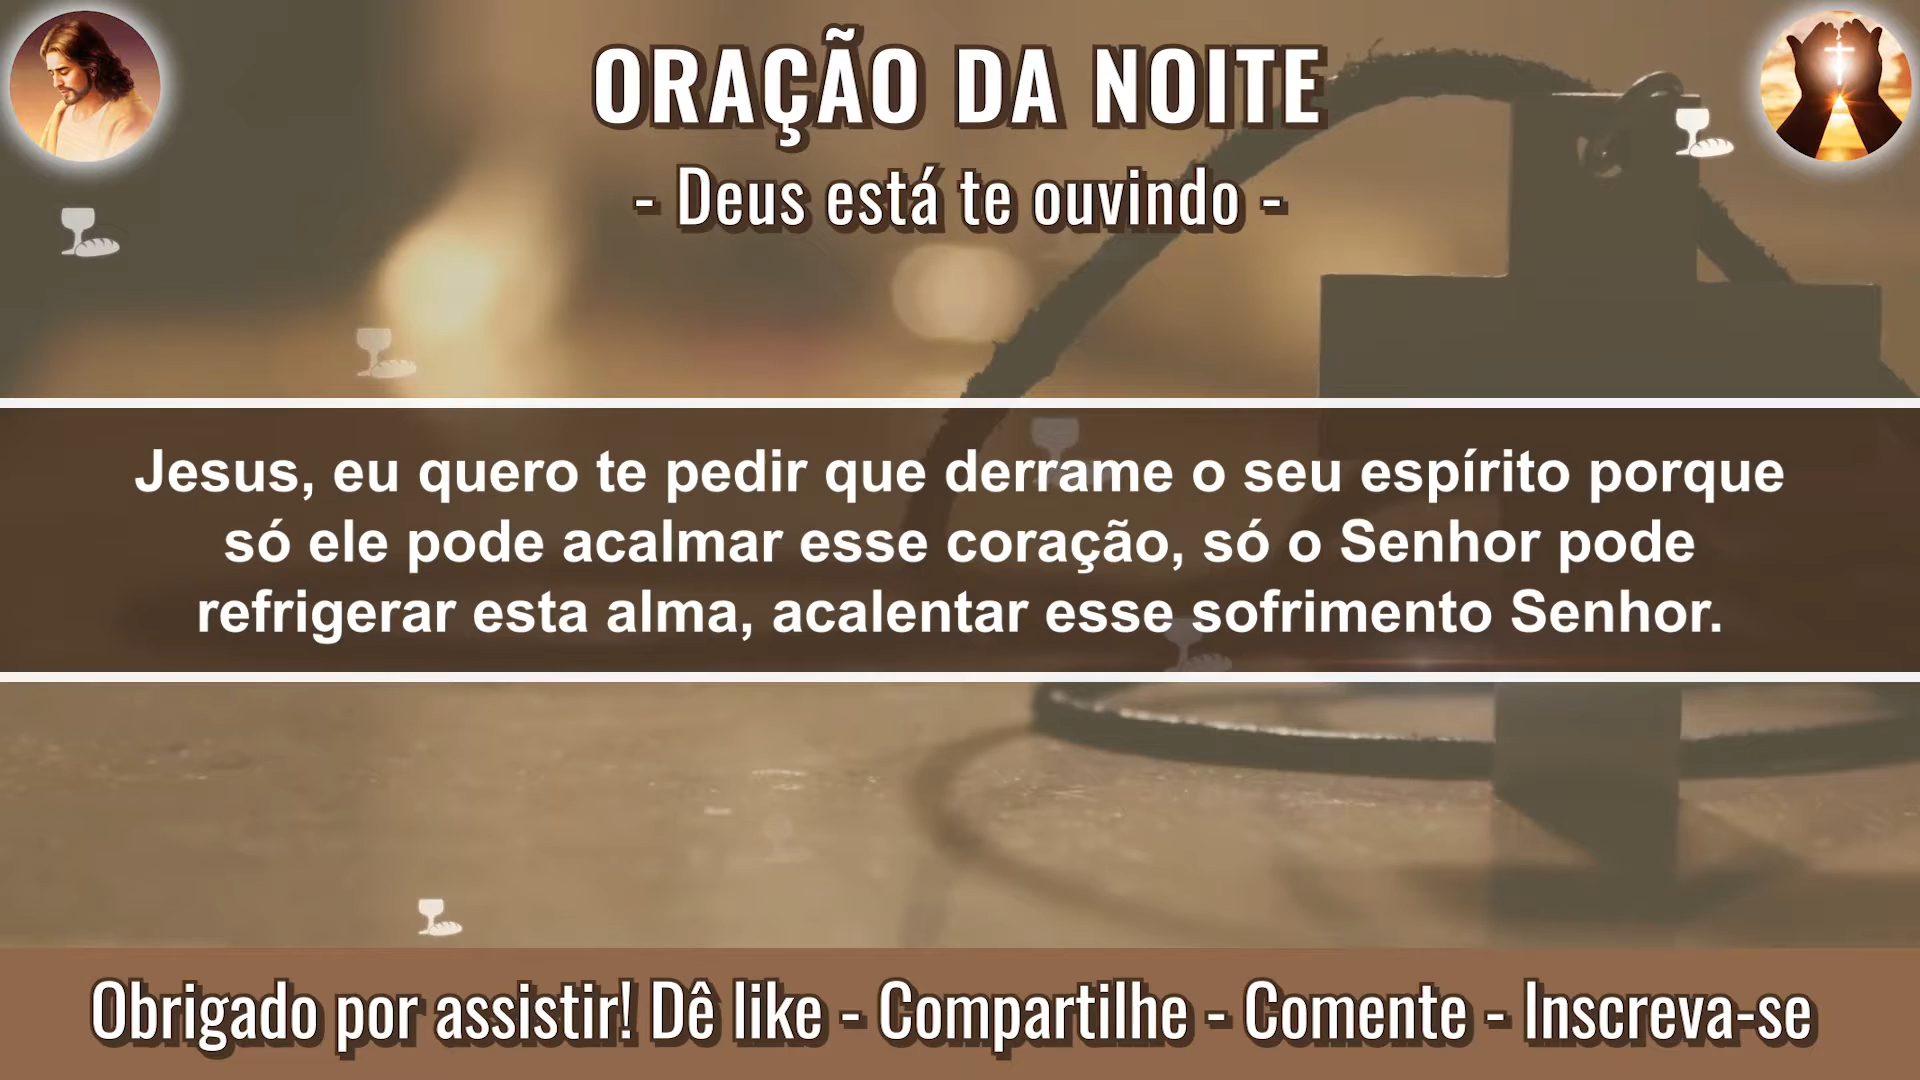 ORAÇÃO DA NOITE
- Deus está te ouvindo -
Jesus, eu quero te pedir que derrame o seu espírito porque
só ele pode acalmar esse coração, só o Senhor pode
refrigerar esta alma, acalentar esse sofrimento Senhor.
Obrigado por assistir! Dê like - Compartilhe - Comente - Inscreva-se